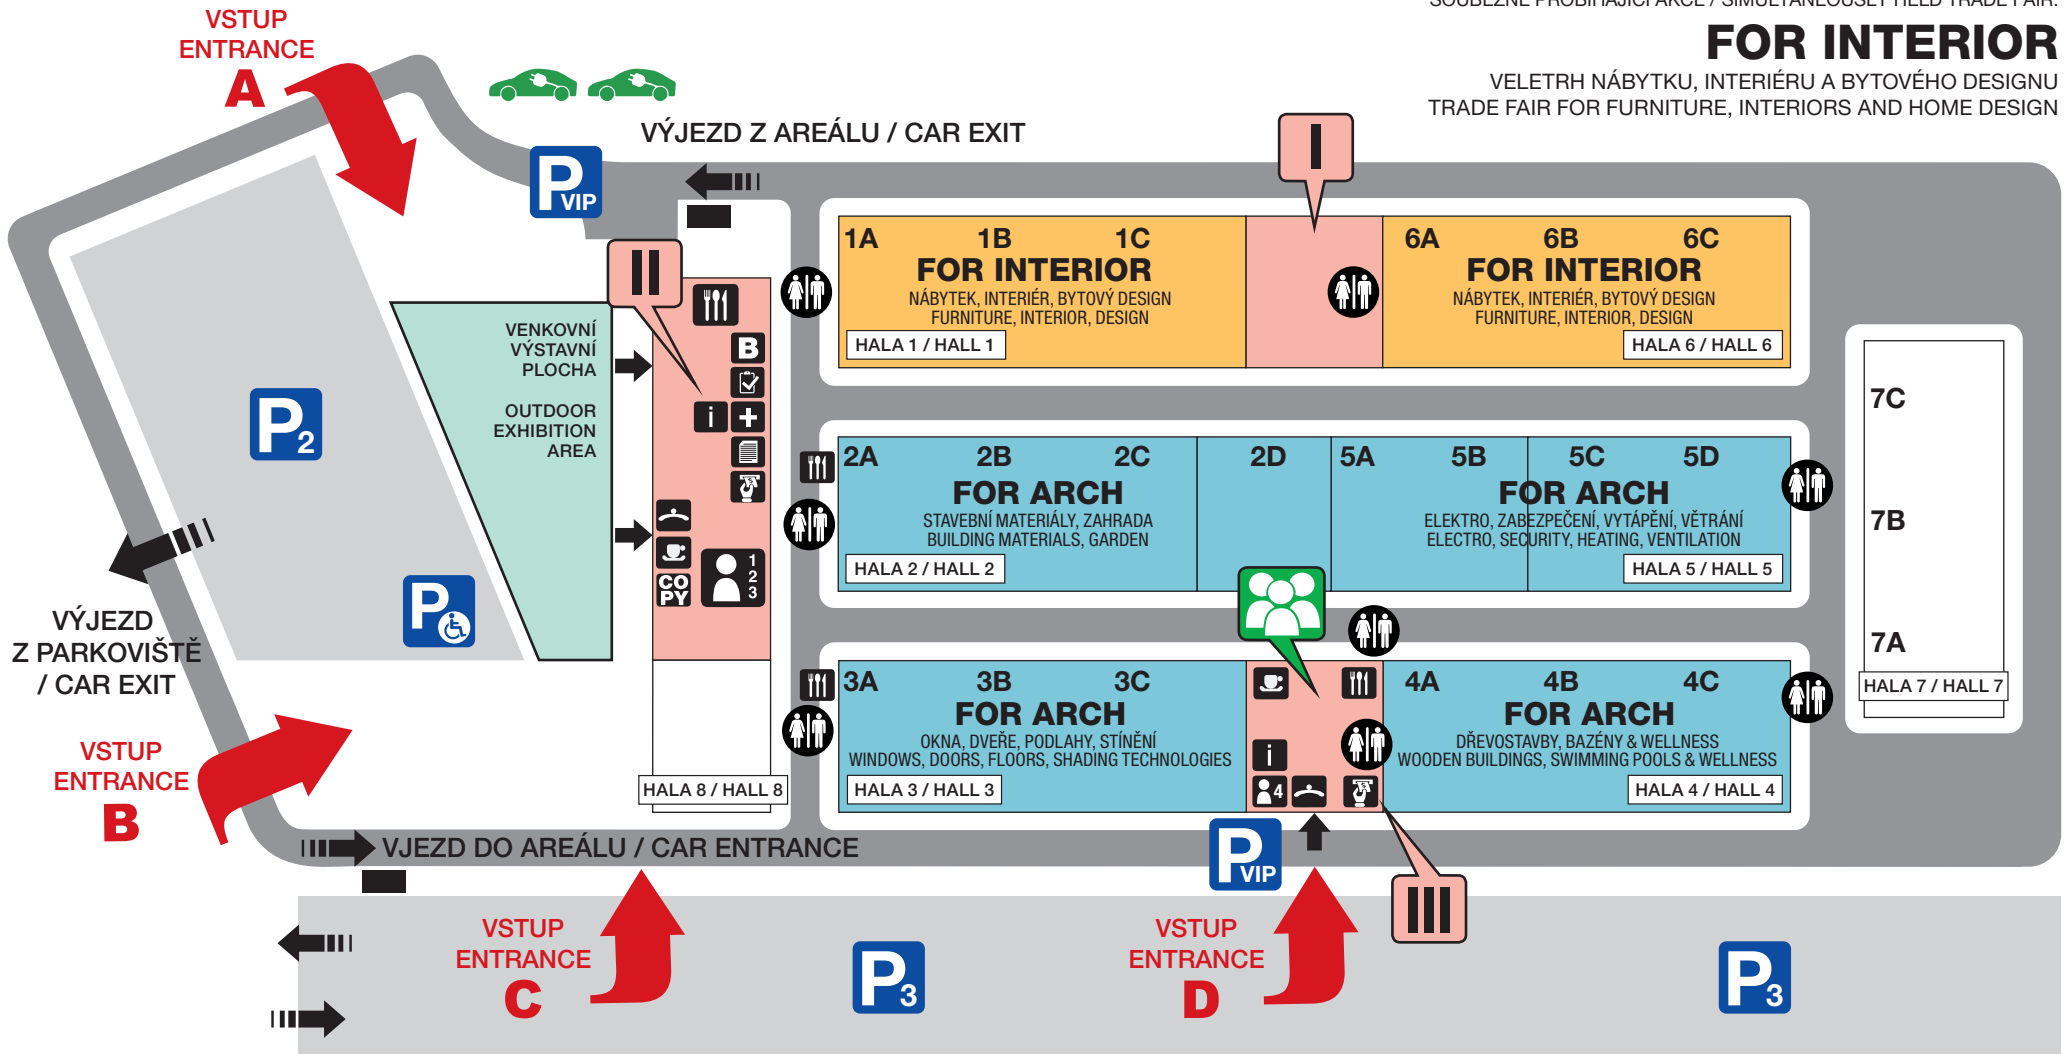 SOUBĚŽNĚ PROBÍHAJÍCÍ AKCE / SIMULTANEOUSLY HELD TRADE FAIR:
FOR INTERIOR
VELETRH NÁBYTKU, INTERIÉRU A BYTOVÉHO DESIGNU
TRADE FAIR FOR FURNITURE, INTERIORS AND HOME DESIGN
VSTUP
ENTRANCE
A
VÝJEZD Z AREÁLU / CAR EXIT
P VIP
I
II
1A 1B 1C
FOR INTERIOR
NÁBYTEK, INTERIÉR, BYTOVÝ DESIGN
FURNITURE, INTERIOR, DESIGN
HALA 1 / HALL 1
6A 6B 6C
FOR INTERIOR
NÁBYTEK, INTERIÉR, BYTOVÝ DESIGN
FURNITURE, INTERIOR, DESIGN
HALA 6 / HALL 6
VENKOVNÍ
VÝSTAVNÍ
PLOCHA
OUTDOOR
EXHIBITION
AREA
B
i
CO
PY
1
2
3
P2
P
2A 2B 2C 2D
FOR ARCH
STAVEBNÍ MATERIÁLY, ZAHRADA
BUILDING MATERIALS, GARDEN
HALA 2 / HALL 2
5A 5B 5C 5D
FOR ARCH
ELEKTRO, ZABEZPEČENÍ, VYTÁPĚNÍ, VĚTRÁNÍ
ELECTRO, SECURITY, HEATING, VENTILATION
HALA 5 / HALL 5
7C
7B
7A
HALA 7 / HALL 7
VÝJEZD
Z PARKOVIŠTĚ
/ CAR EXIT
3A 3B 3C
FOR ARCH
OKNA, DVEŘE, PODLAHY, STÍNĚNÍ
WINDOWS, DOORS, FLOORS, SHADING TECHNOLOGIES
HALA 3 / HALL 3
i
4
4A 4B 4C
FOR ARCH
DŘEVOSTAVBY, BAZÉNY & WELLNESS
WOODEN BUILDINGS, SWIMMING POOLS & WELLNESS
HALA 4 / HALL 4
HALA 8 / HALL 8
VSTUP
ENTRANCE
B
VJEZD DO AREÁLU / CAR ENTRANCE
P VIP
III
VSTUP
ENTRANCE
C
P3
VSTUP
ENTRANCE
D
P3